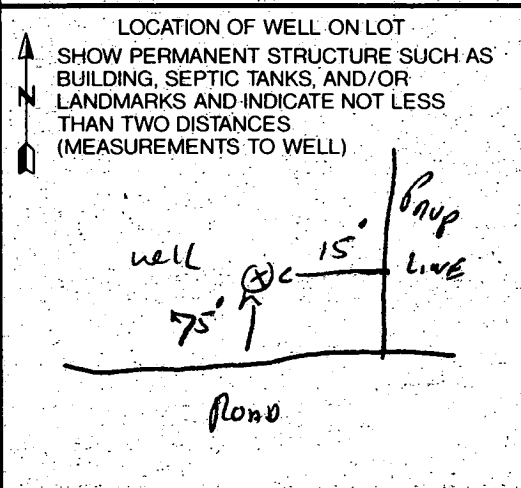 LOCATION OF WELL ON LOT
SHOW PERMANENT STRUCTURE SUCH AS
BUILDING, SEPTIC TANKS, AND/OR
LANDMARKS AND INDICATE NOT LESS
THAN TWO DISTANCES
(MEASUREMENTS TO WELL)
N
Prop
Line
15'
well
75'
Road